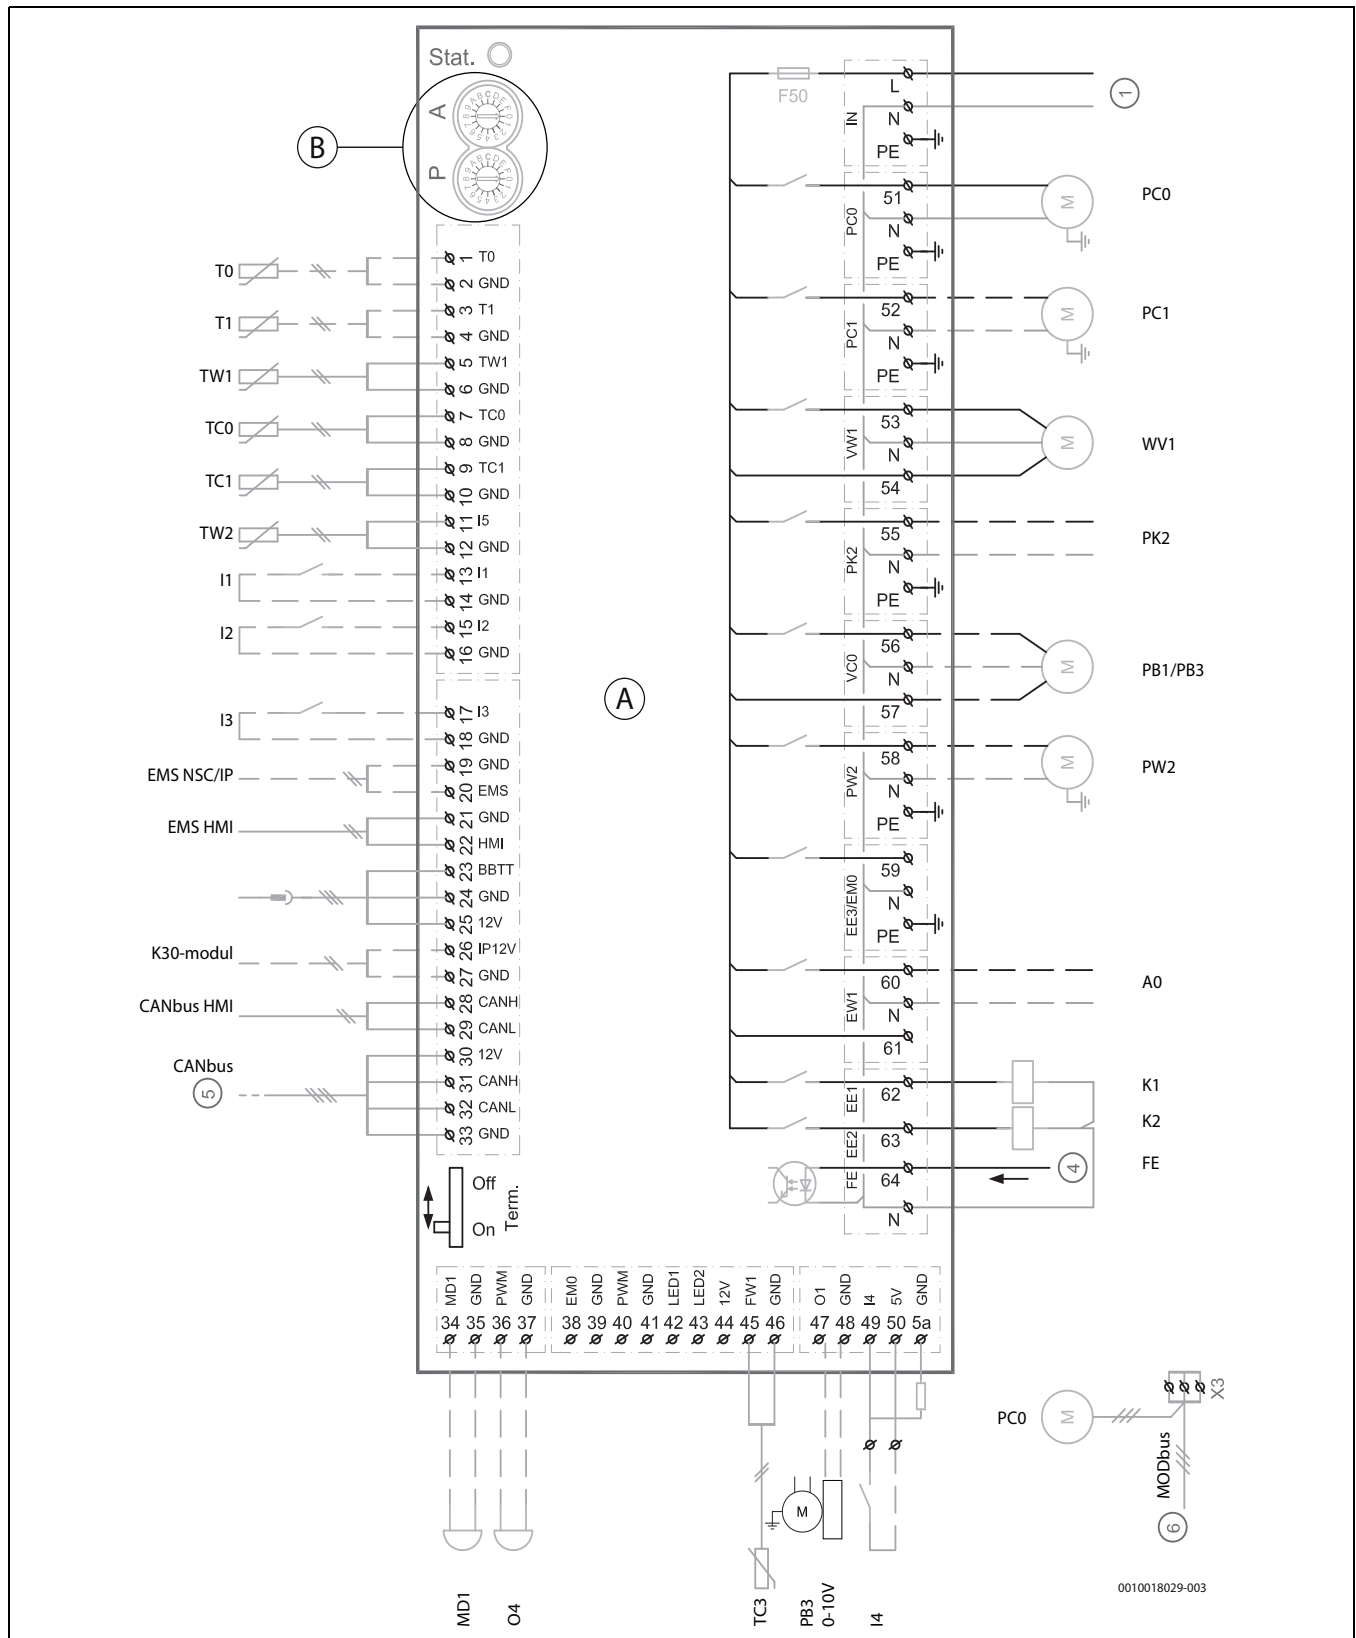 Stat.
A
P
B
A
F50
L
N
PE
IN
1
51
N
PE
PC0
PC0
52
N
PE
PC1
PC1
53
N
54
VW1
WV1
55
N
PE
PK2
PK2
56
N
57
VC0
PB1/PB3
58
N
PE
PW2
PW2
59
N
PE
EE3/EM0
60
N
61
EW1
A0
62
EE1
K1
63
EE2
K2
64
FE
N
4
FE
M
M
M
M
M
T0
1 T0
2 GND
T1
3 T1
4 GND
TW1
5 TW1
6 GND
TC0
7 TC0
8 GND
TC1
9 TC1
10 GND
TW2
11 I5
12 GND
I1
13 I1
14 GND
I2
15 I2
16 GND
I3
17 I3
18 GND
EMS NSC/IP
19 GND
20 EMS
EMS HMI
21 GND
22 HMI
23 BBTT
24 GND
25 12V
K30-modul
26 IP12V
27 GND
CANbus HMI
28 CANH
29 CANL
CANbus
5
30 12V
31 CANH
32 CANL
33 GND
Off
On
Term.
MD1 GND PWM GND
34 35 36 37
EM0 GND PWM GND LED1 LED2 12V FW1 GND
38 39 40 41 42 43 44 45 46
O1 GND I4 5V GND
47 48 49 50 5a
MD1
O4
TC3
M
PB3
0-10V
I4
PC0
M
X3
MODbus
6
0010018029-003